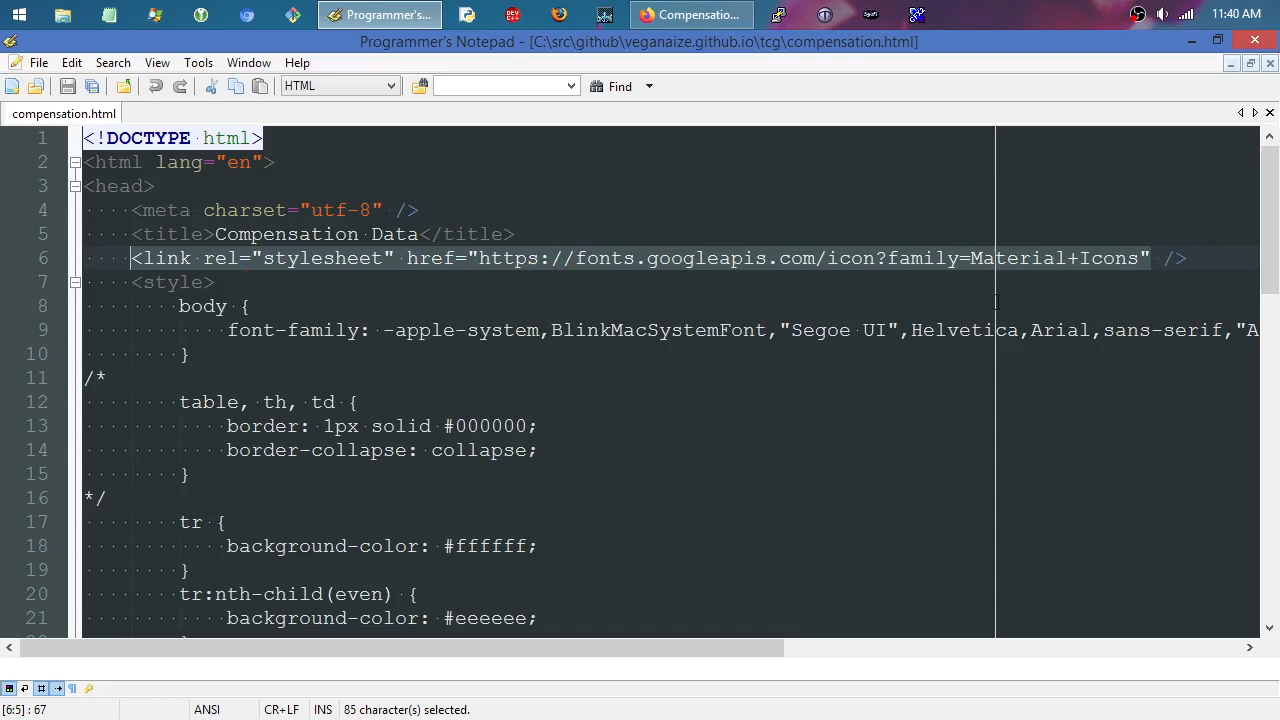 Programmer's...
DEV C++
Compensatio...
11:40 AM
Programmer's Notepad - [C:\src\github\veganaize.github.io\tcg\compensation.html]
File Edit Search View Tools Window Help
HTML
Find
compensation.html
1 <!DOCTYPE html>
2 <html lang="en">
3 <head>
4 <meta charset="utf-8" />
5 <title>Compensation Data</title>
6 <link rel="stylesheet" href="https://fonts.googleapis.com/icon?family=Material+Icons" />
7 <style>
8 body {
9 font-family: -apple-system,BlinkMacSystemFont,"Segoe UI",Helvetica,Arial,sans-serif,"A
10 }
11 /*
12 table, th, td {
13 border: 1px solid #000000;
14 border-collapse: collapse;
15 }
16 */
17 tr {
18 background-color: #ffffff;
19 }
20 tr:nth-child(even) {
21 background-color: #eeeeee;
[6:5] : 67 ANSI CR+LF INS 85 character(s) selected.